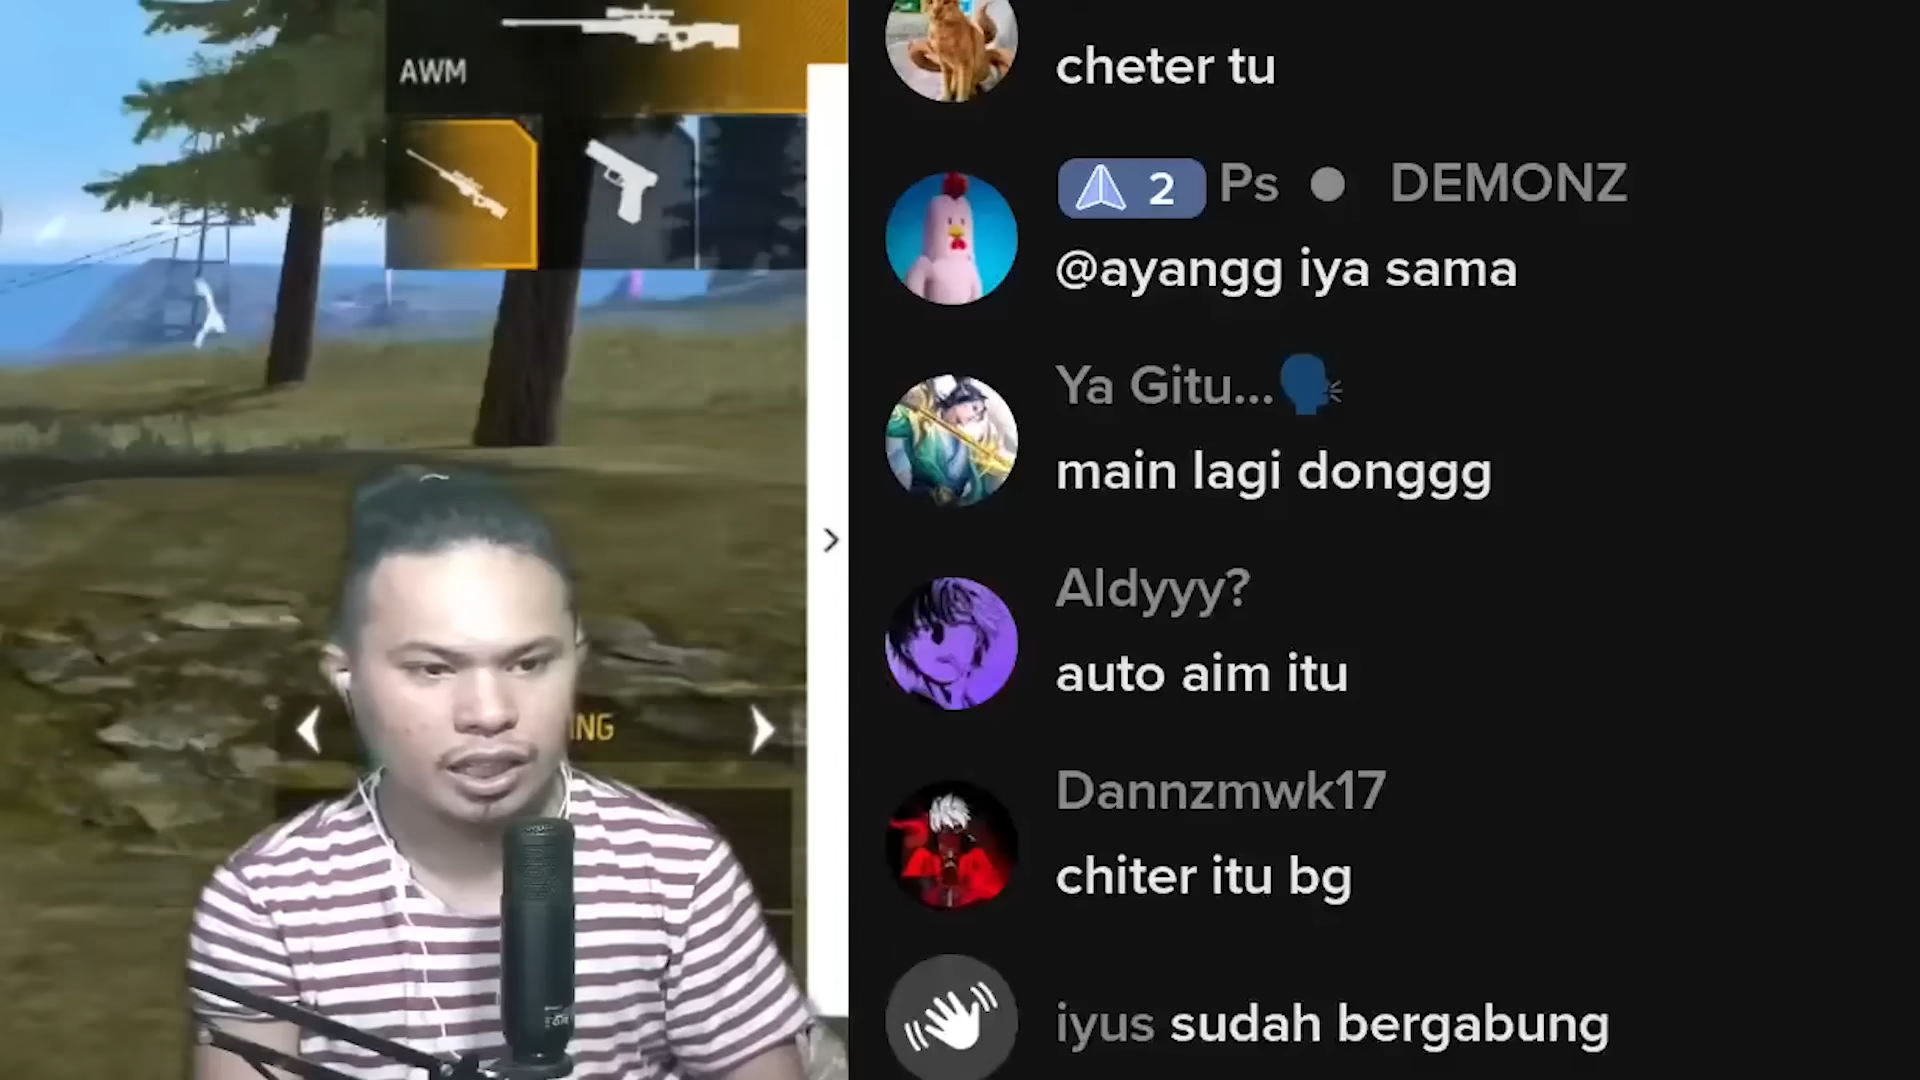 AWM
ING
cheter tu
2 Ps ● DEMONZ
@ayangg iya sama
Ya Gitu...🗣
main lagi donggg
Aldyyy?
auto aim itu
Dannzmwk17
chiter itu bg
iyus sudah bergabung